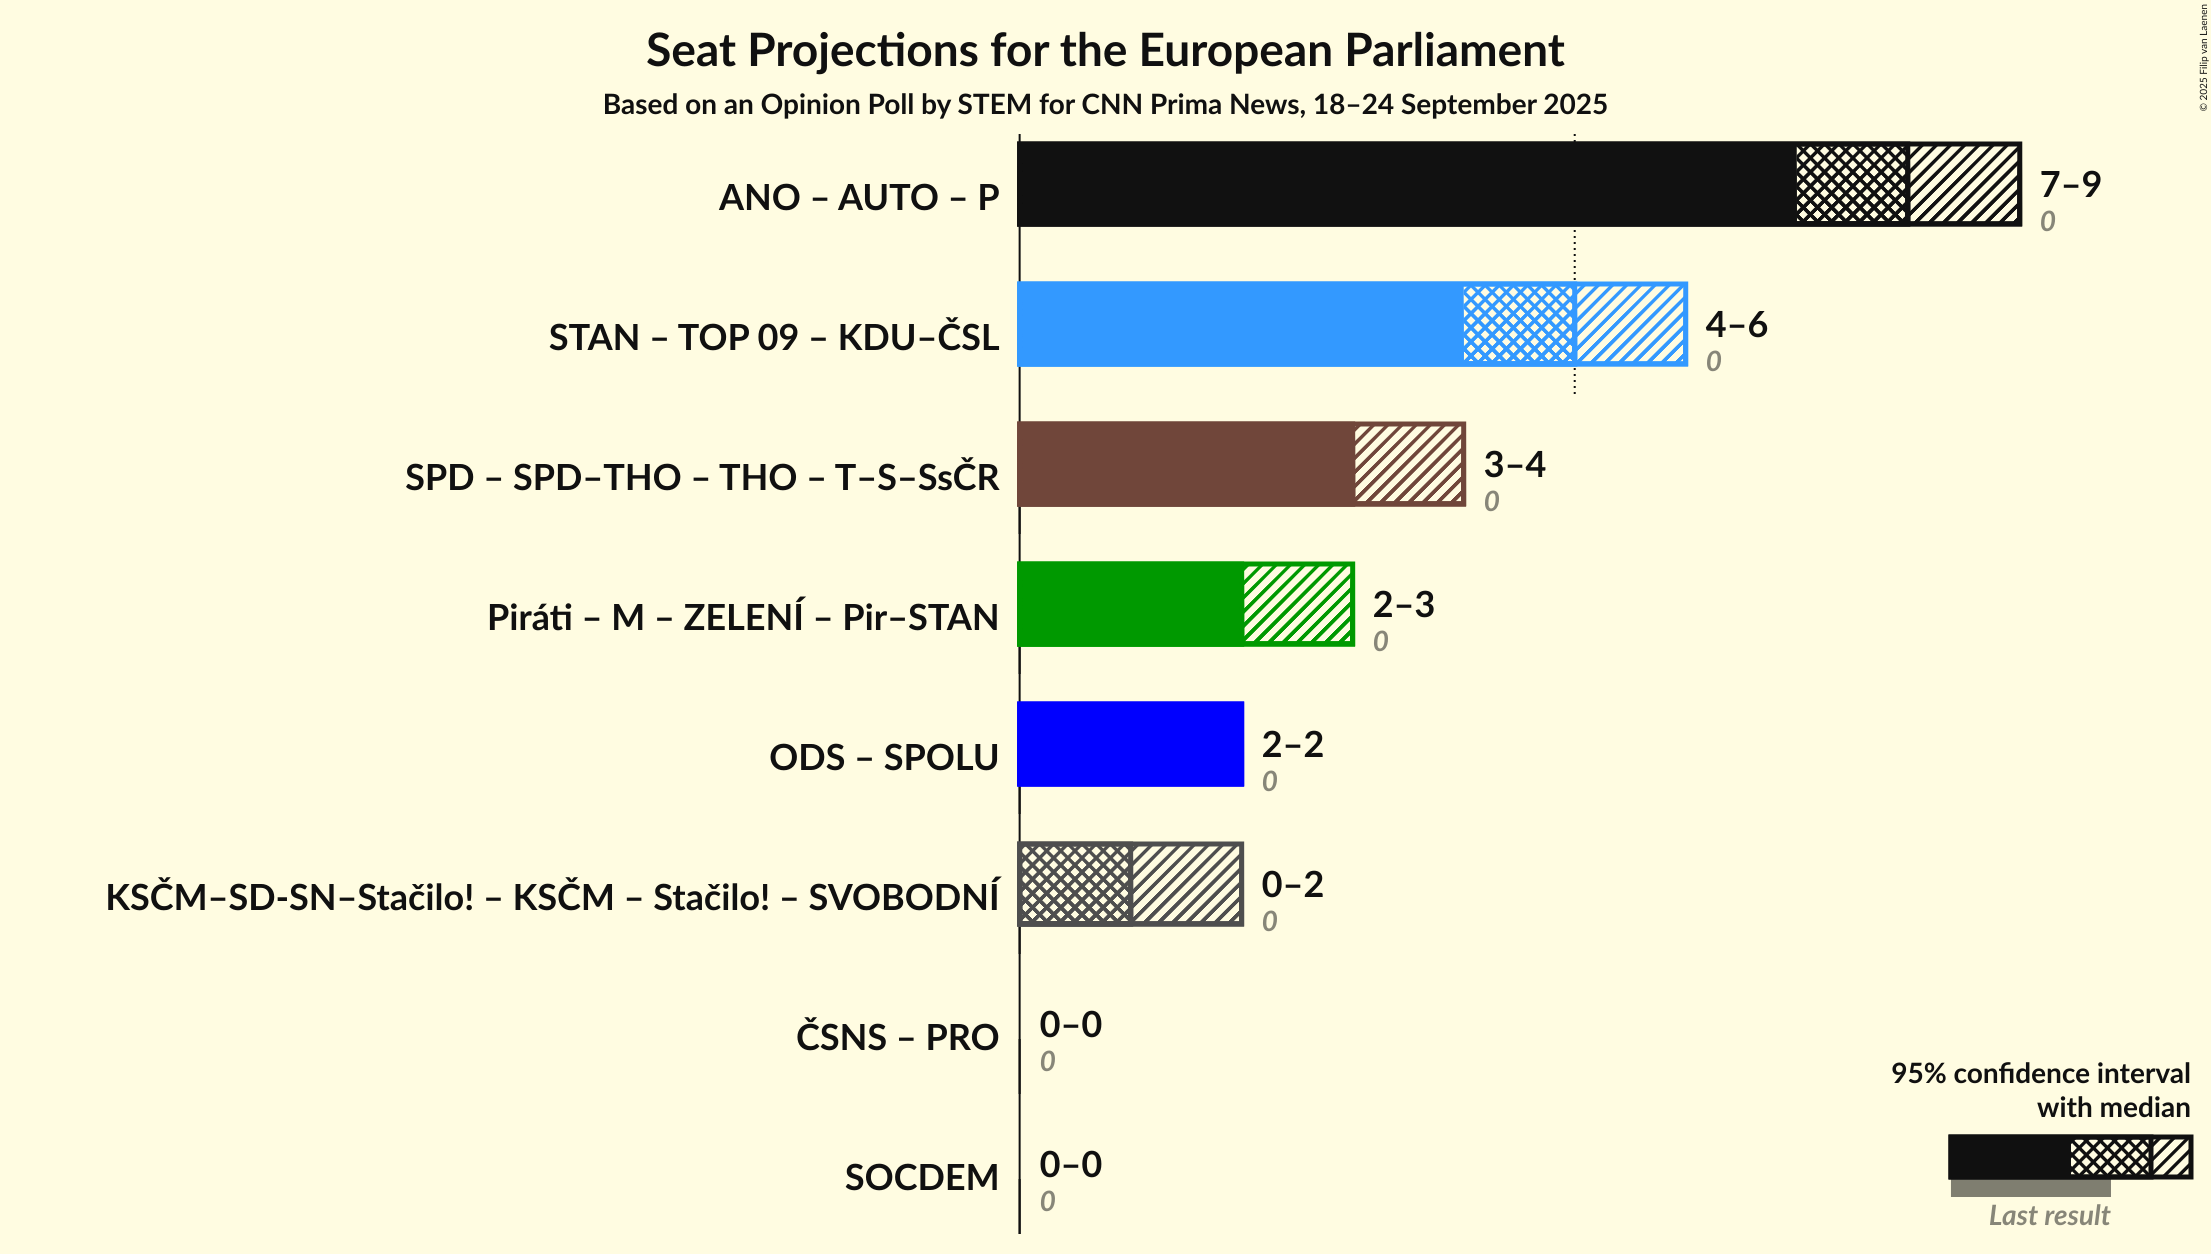 Seat Projections for the European Parliament
Based on an Opinion Poll by STEM for CNN Prima News, 18–24 September 2025
© 2025 Filip van Laenen
ANO – AUTO – P
7–9
0
STAN – TOP 09 – KDU–ČSL
4–6
0
SPD – SPD–THO – THO – T–S–SsČR
3–4
0
Piráti – M – ZELENÍ – Pir–STAN
2–3
0
ODS – SPOLU
2–2
0
KSČM–SD-SN–Stačilo! – KSČM – Stačilo! – SVOBODNÍ
0–2
0
ČSNS – PRO
0–0
0
SOCDEM
0–0
0
95% confidence interval
with median
Last result